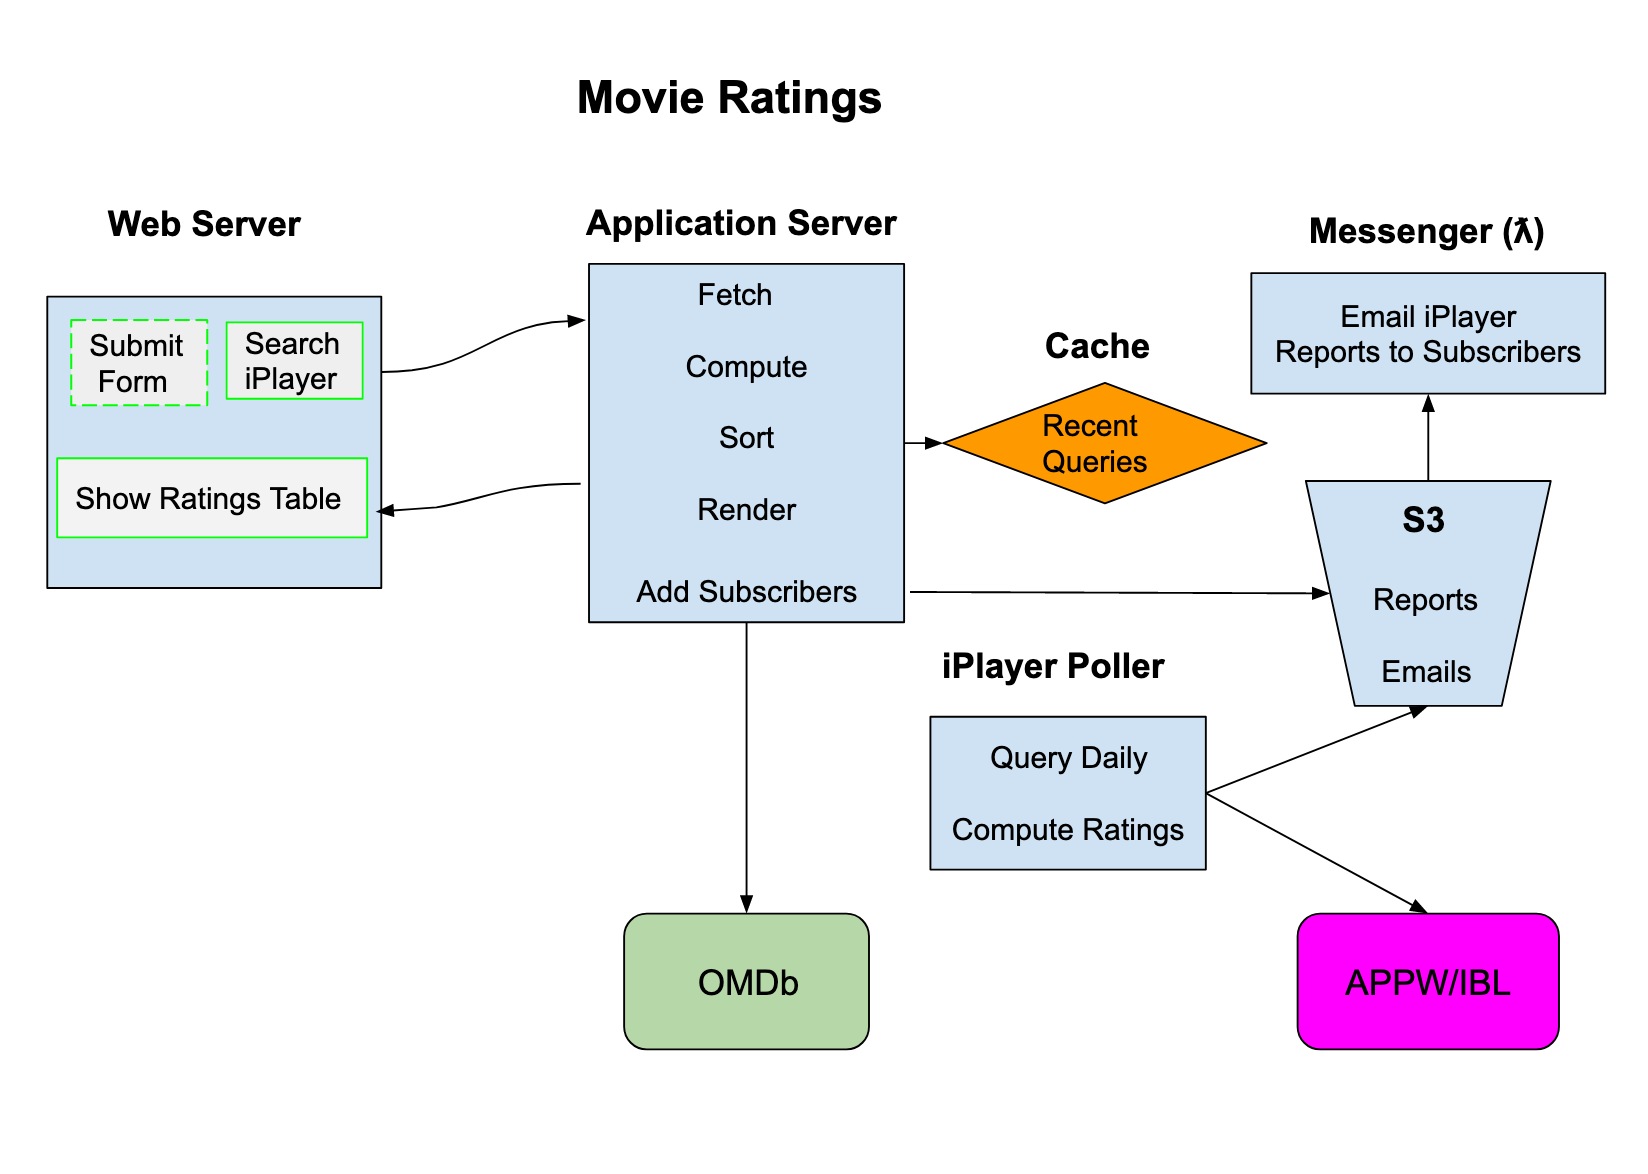 Movie Ratings
Web Server
Submit
Form
Search
iPlayer
Show Ratings Table
Application Server
Fetch
Compute
Sort
Render
Add Subscribers
Cache
Recent
Queries
Messenger (ƛ)
Email iPlayer
Reports to Subscribers
S3
Reports
Emails
iPlayer Poller
Query Daily
Compute Ratings
OMDb
APPW/IBL